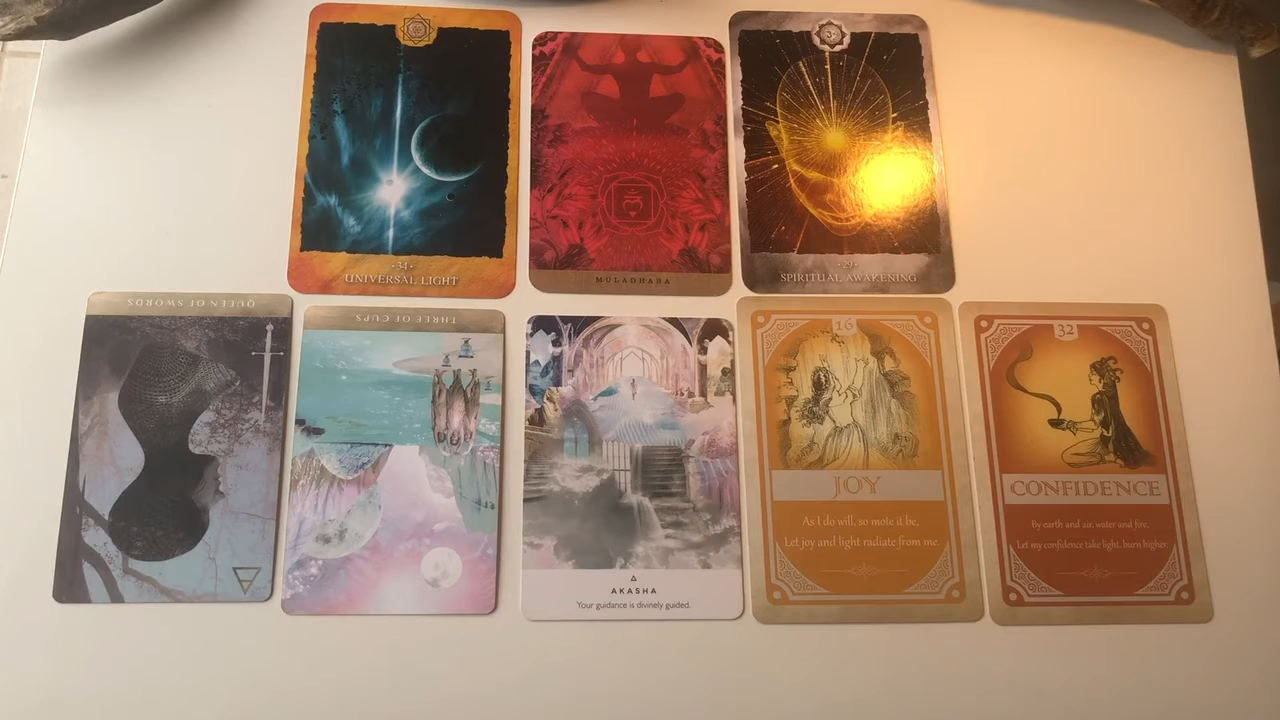 -34-
UNIVERSAL LIGHT
MULADHARA
3
-29-
SPIRITUAL AWAKENING
QUEEN OF SWORDS
THREE OF CUPS
AKASHA
Your guidance is divinely guided.
16
JOY
As I do will, so mote it be,
Let joy and light radiate from me.
32
CONFIDENCE
By earth and air, water and fire,
Let my confidence take light, burn higher.